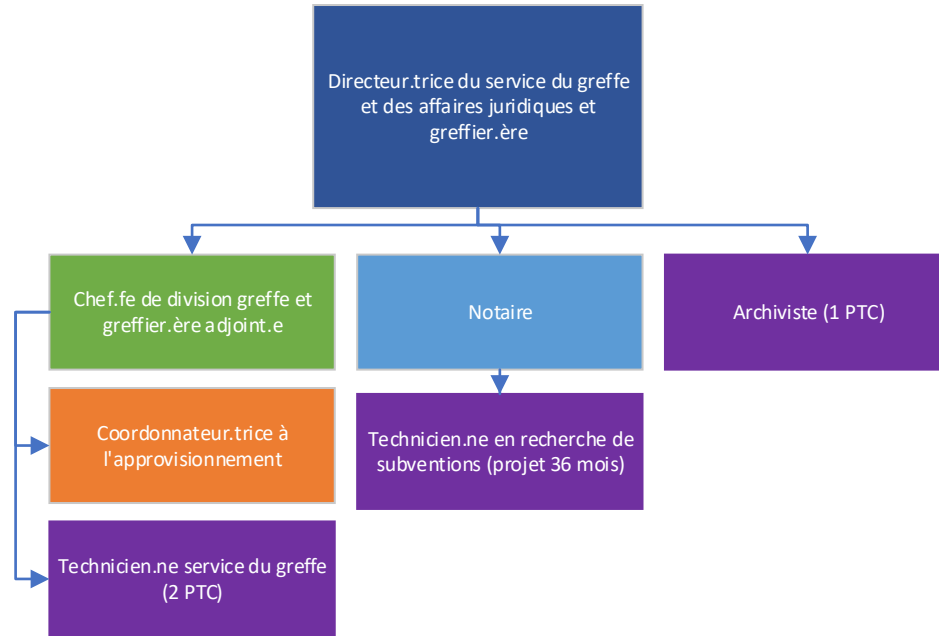 Directeur.trice du service du greffe
et des affaires juridiques et
greffier.ère
Chef.fe de division greffe et
greffier.ère adjoint.e
Notaire
Archiviste (1 PTC)
Coordonnateur.trice à
l'approvisionnement
Technicien.ne en recherche de
subventions (projet 36 mois)
Technicien.ne service du greffe
(2 PTC)